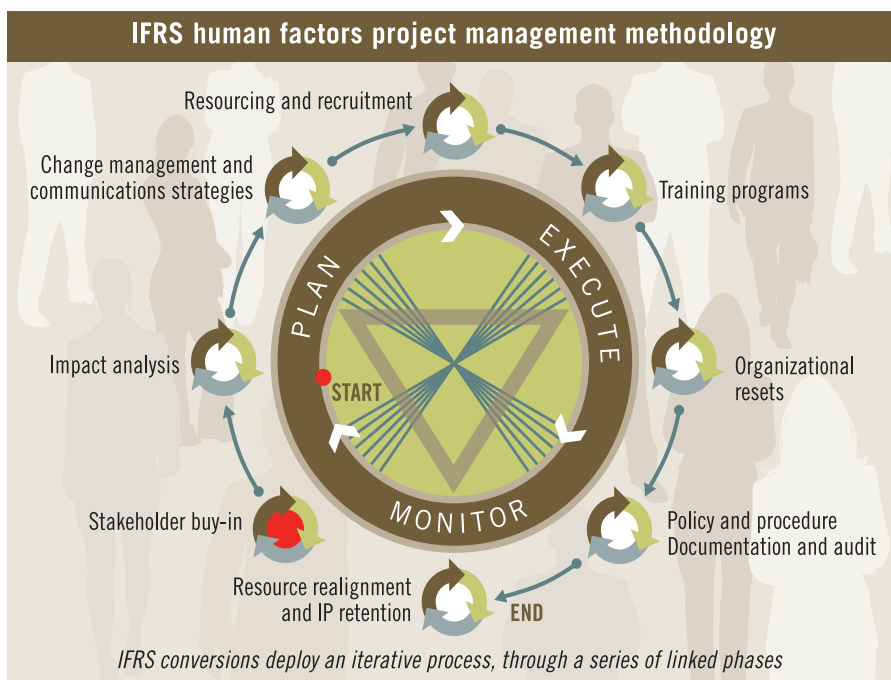 IFRS human factors project management methodology
Resourcing and recruitment
Change management and
communications strategies
Training programs
PLAN
EXECUTE
Impact analysis
START
Organizational
resets
MONITOR
Stakeholder buy-in
Policy and procedure
Documentation and audit
Resource realignment
and IP retention
END
IFRS conversions deploy an iterative process, through a series of linked phases